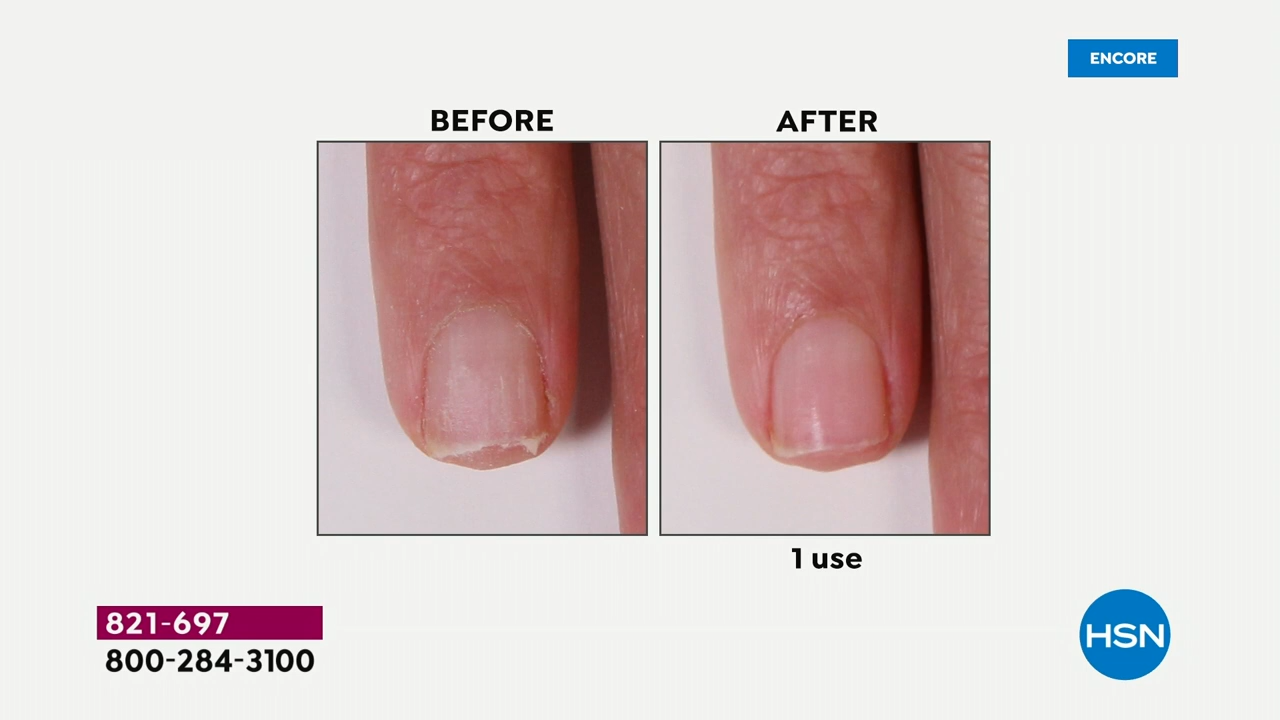 ENCORE
BEFORE
AFTER
1 use
821-697
800-284-3100
HSN